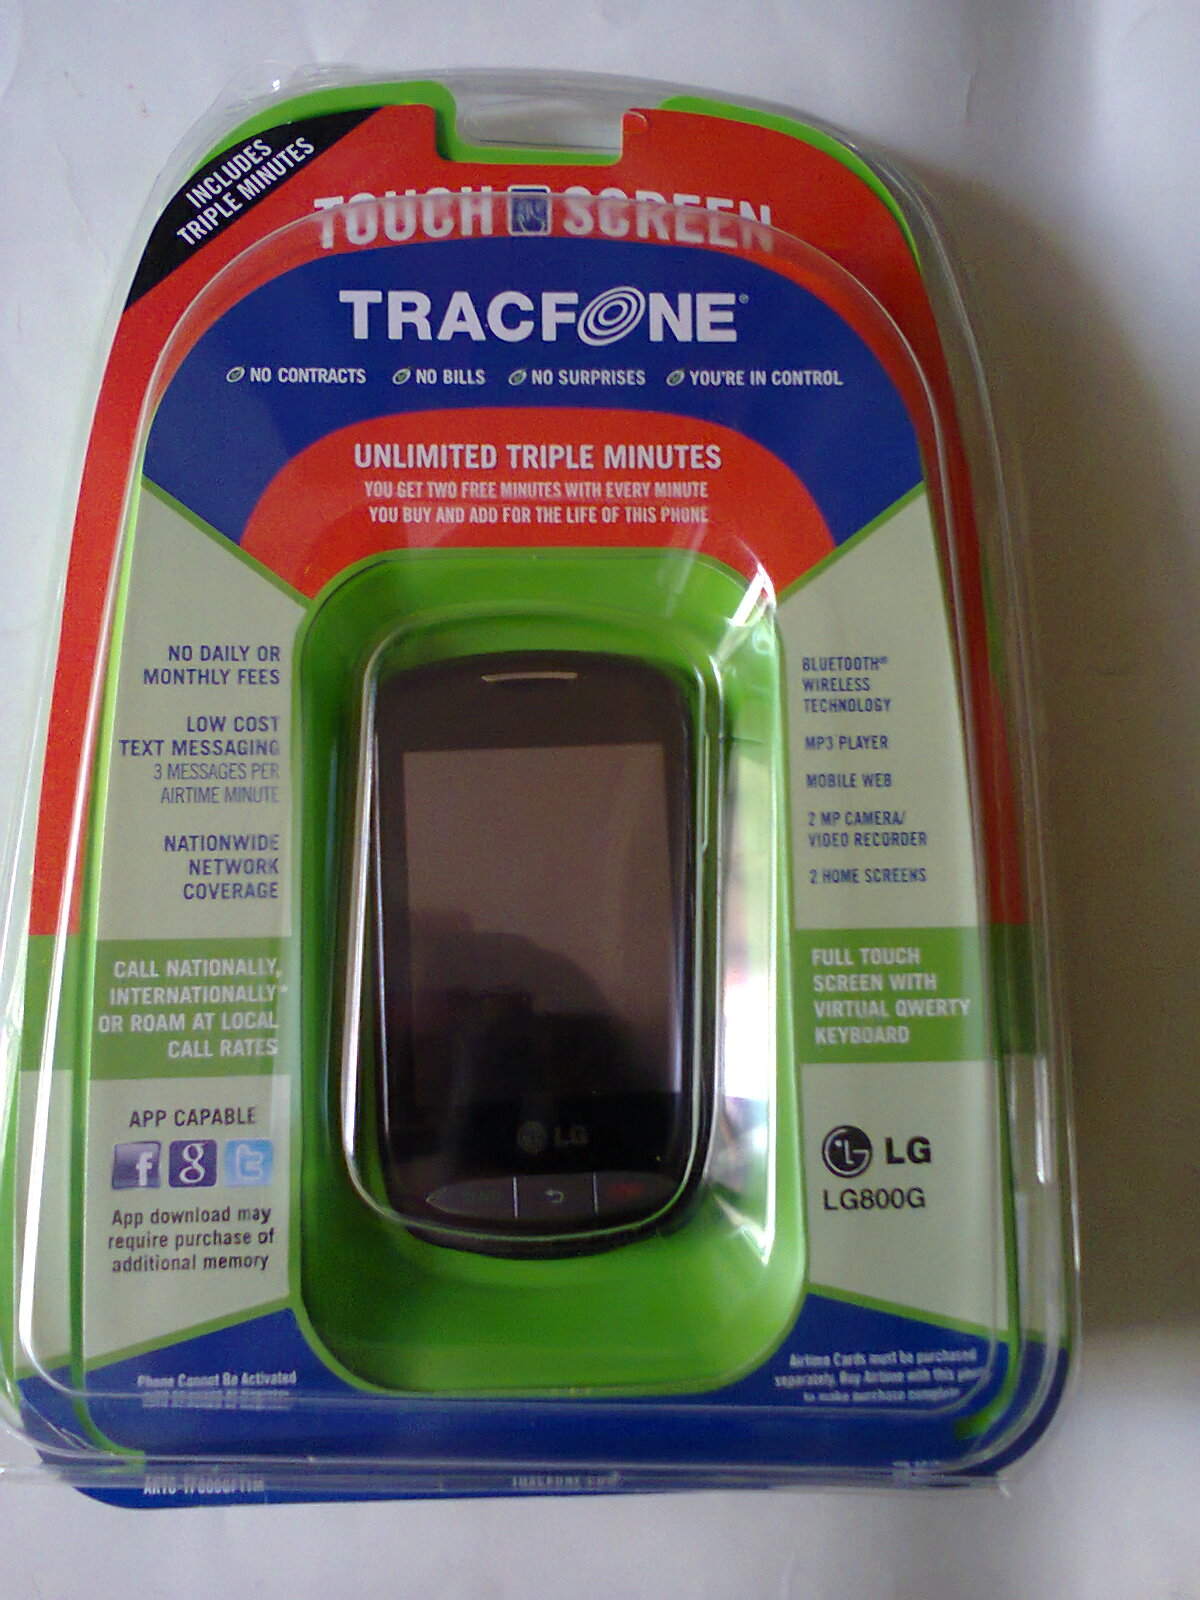 INCLUDES
TRIPLE MINUTES
TOUCH SCREEN
TRACFONE®
NO CONTRACTS NO BILLS NO SURPRISES YOU'RE IN CONTROL
UNLIMITED TRIPLE MINUTES
YOU GET TWO FREE MINUTES WITH EVERY MINUTE
YOU BUY AND ADD FOR THE LIFE OF THIS PHONE
NO DAILY OR
MONTHLY FEES
LOW COST
TEXT MESSAGING
3 MESSAGES PER
AIRTIME MINUTE
NATIONWIDE
NETWORK
COVERAGE
CALL NATIONALLY,
INTERNATIONALLY*
OR ROAM AT LOCAL
CALL RATES
APP CAPABLE
f g t
App download may
require purchase of
additional memory
BLUETOOTH®
WIRELESS
TECHNOLOGY
MP3 PLAYER
MOBILE WEB
2 MP CAMERA/
VIDEO RECORDER
2 HOME SCREENS
FULL TOUCH
SCREEN WITH
VIRTUAL QWERTY
KEYBOARD
LG
LG800G
LG
Phone Cannot Be Activated
Airtime Cards must be purchased
separately. Buy Airtime with this
to make purchase complete
TRACFONE.COM